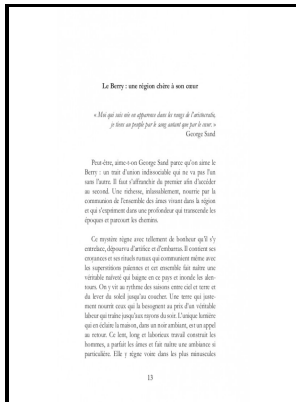 Le Berry : une région chère à son cœur
« Moi qui suis née en apparence dans les rangs de l'aristocratie,
je tiens au peuple par le sang autant que par le cœur. »
George Sand
Peut-être, aime-t-on George Sand parce qu'on aime le
Berry : un trait d'union indissociable qui ne va pas l'un
sans l'autre. Il faut s'affranchir du premier afin d'accéder
au second. Une richesse, inlassablement, nourrie par la
communion de l'ensemble des âmes vivant dans la région
et qui s'expriment dans une profondeur qui transcende les
époques et parcourt les chemins.
Ce mystère règne avec tellement de bonheur qu'il s'y
entrelace, dépourvu d'artifice et d'embarras. Il contient ses
croyances et ses rituels ruraux qui communient même avec
les superstitions païennes et cet ensemble fait naître une
véritable naïveté qui baigne en ce pays et inonde les alen-
tours. On y vit au rythme des saisons entre ciel et terre et
du lever du soleil jusqu'au coucher. Une terre qui juste-
ment nourrit ceux qui la besognent au prix d'un véritable
labeur qui traîne jusqu'aux rayons du soir. L'unique lumière
qui en éclaire la maison, dans un noir ambiant, est un appel
au retour. Ce lent, long et laborieux travail construit les
hommes, a parfait les âmes et fait naître une ambiance si
particulière. Elle y règne voire dans les plus minuscules
13